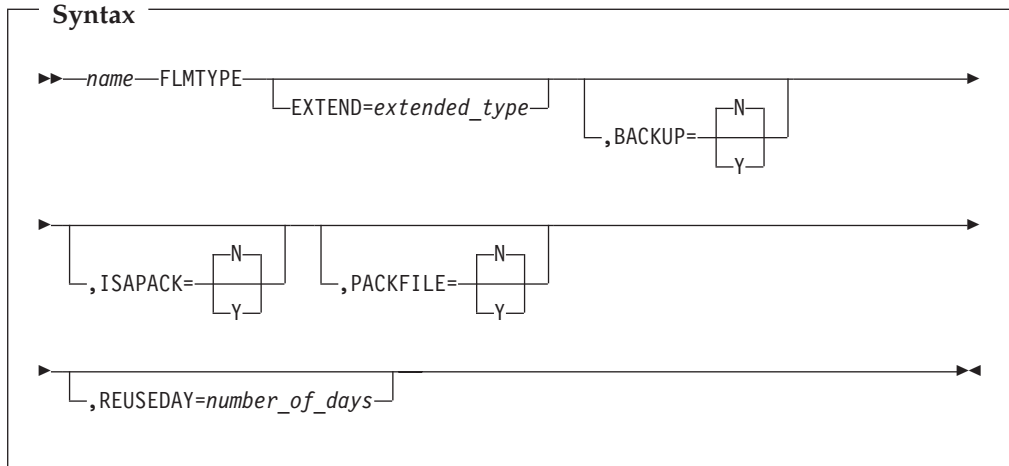 Syntax
name FLMTYPE
EXTEND=extended_type
N
,BACKUP=
Y
N
,ISAPACK=
Y
N
,PACKFILE=
Y
,REUSEDAY=number_of_days